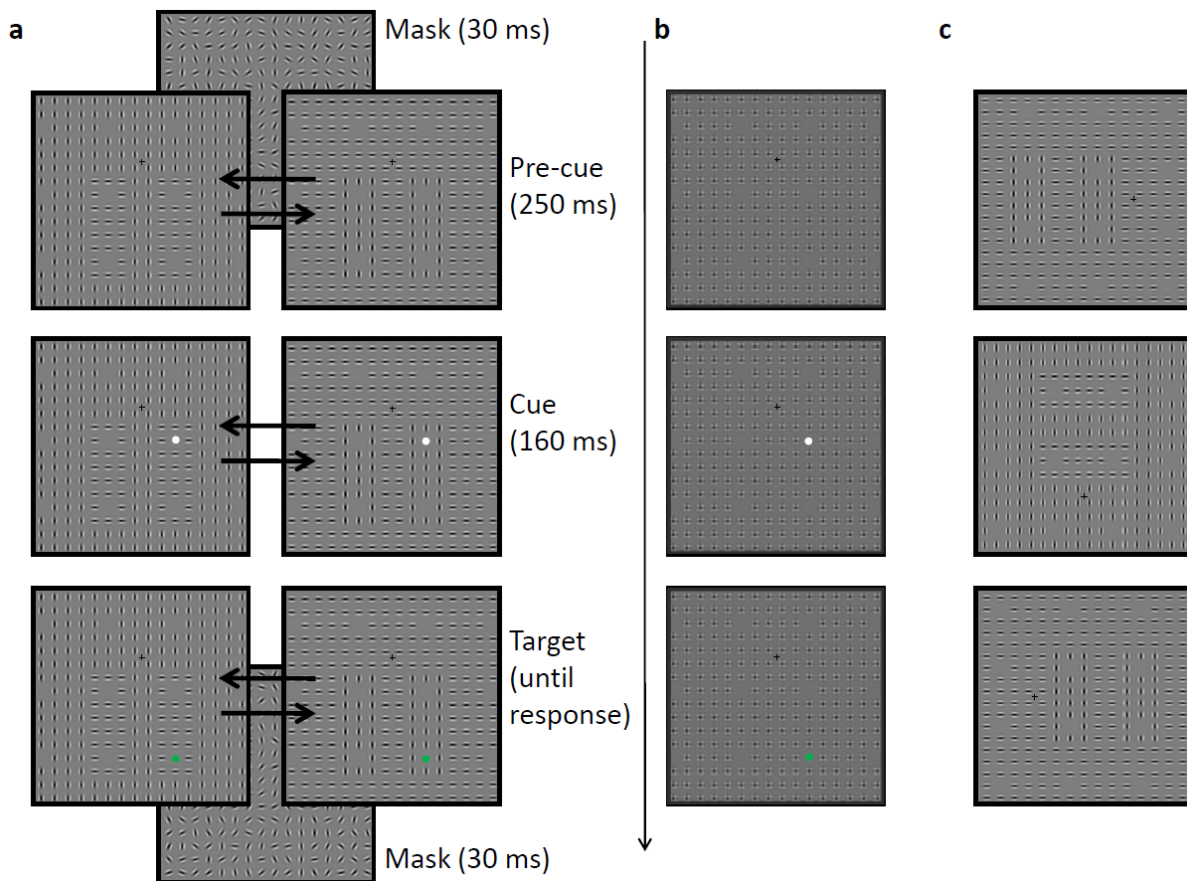 a
Mask (30 ms)
b
c
Pre-cue
(250 ms)
Cue
(160 ms)
Target
(until
response)
Mask (30 ms)